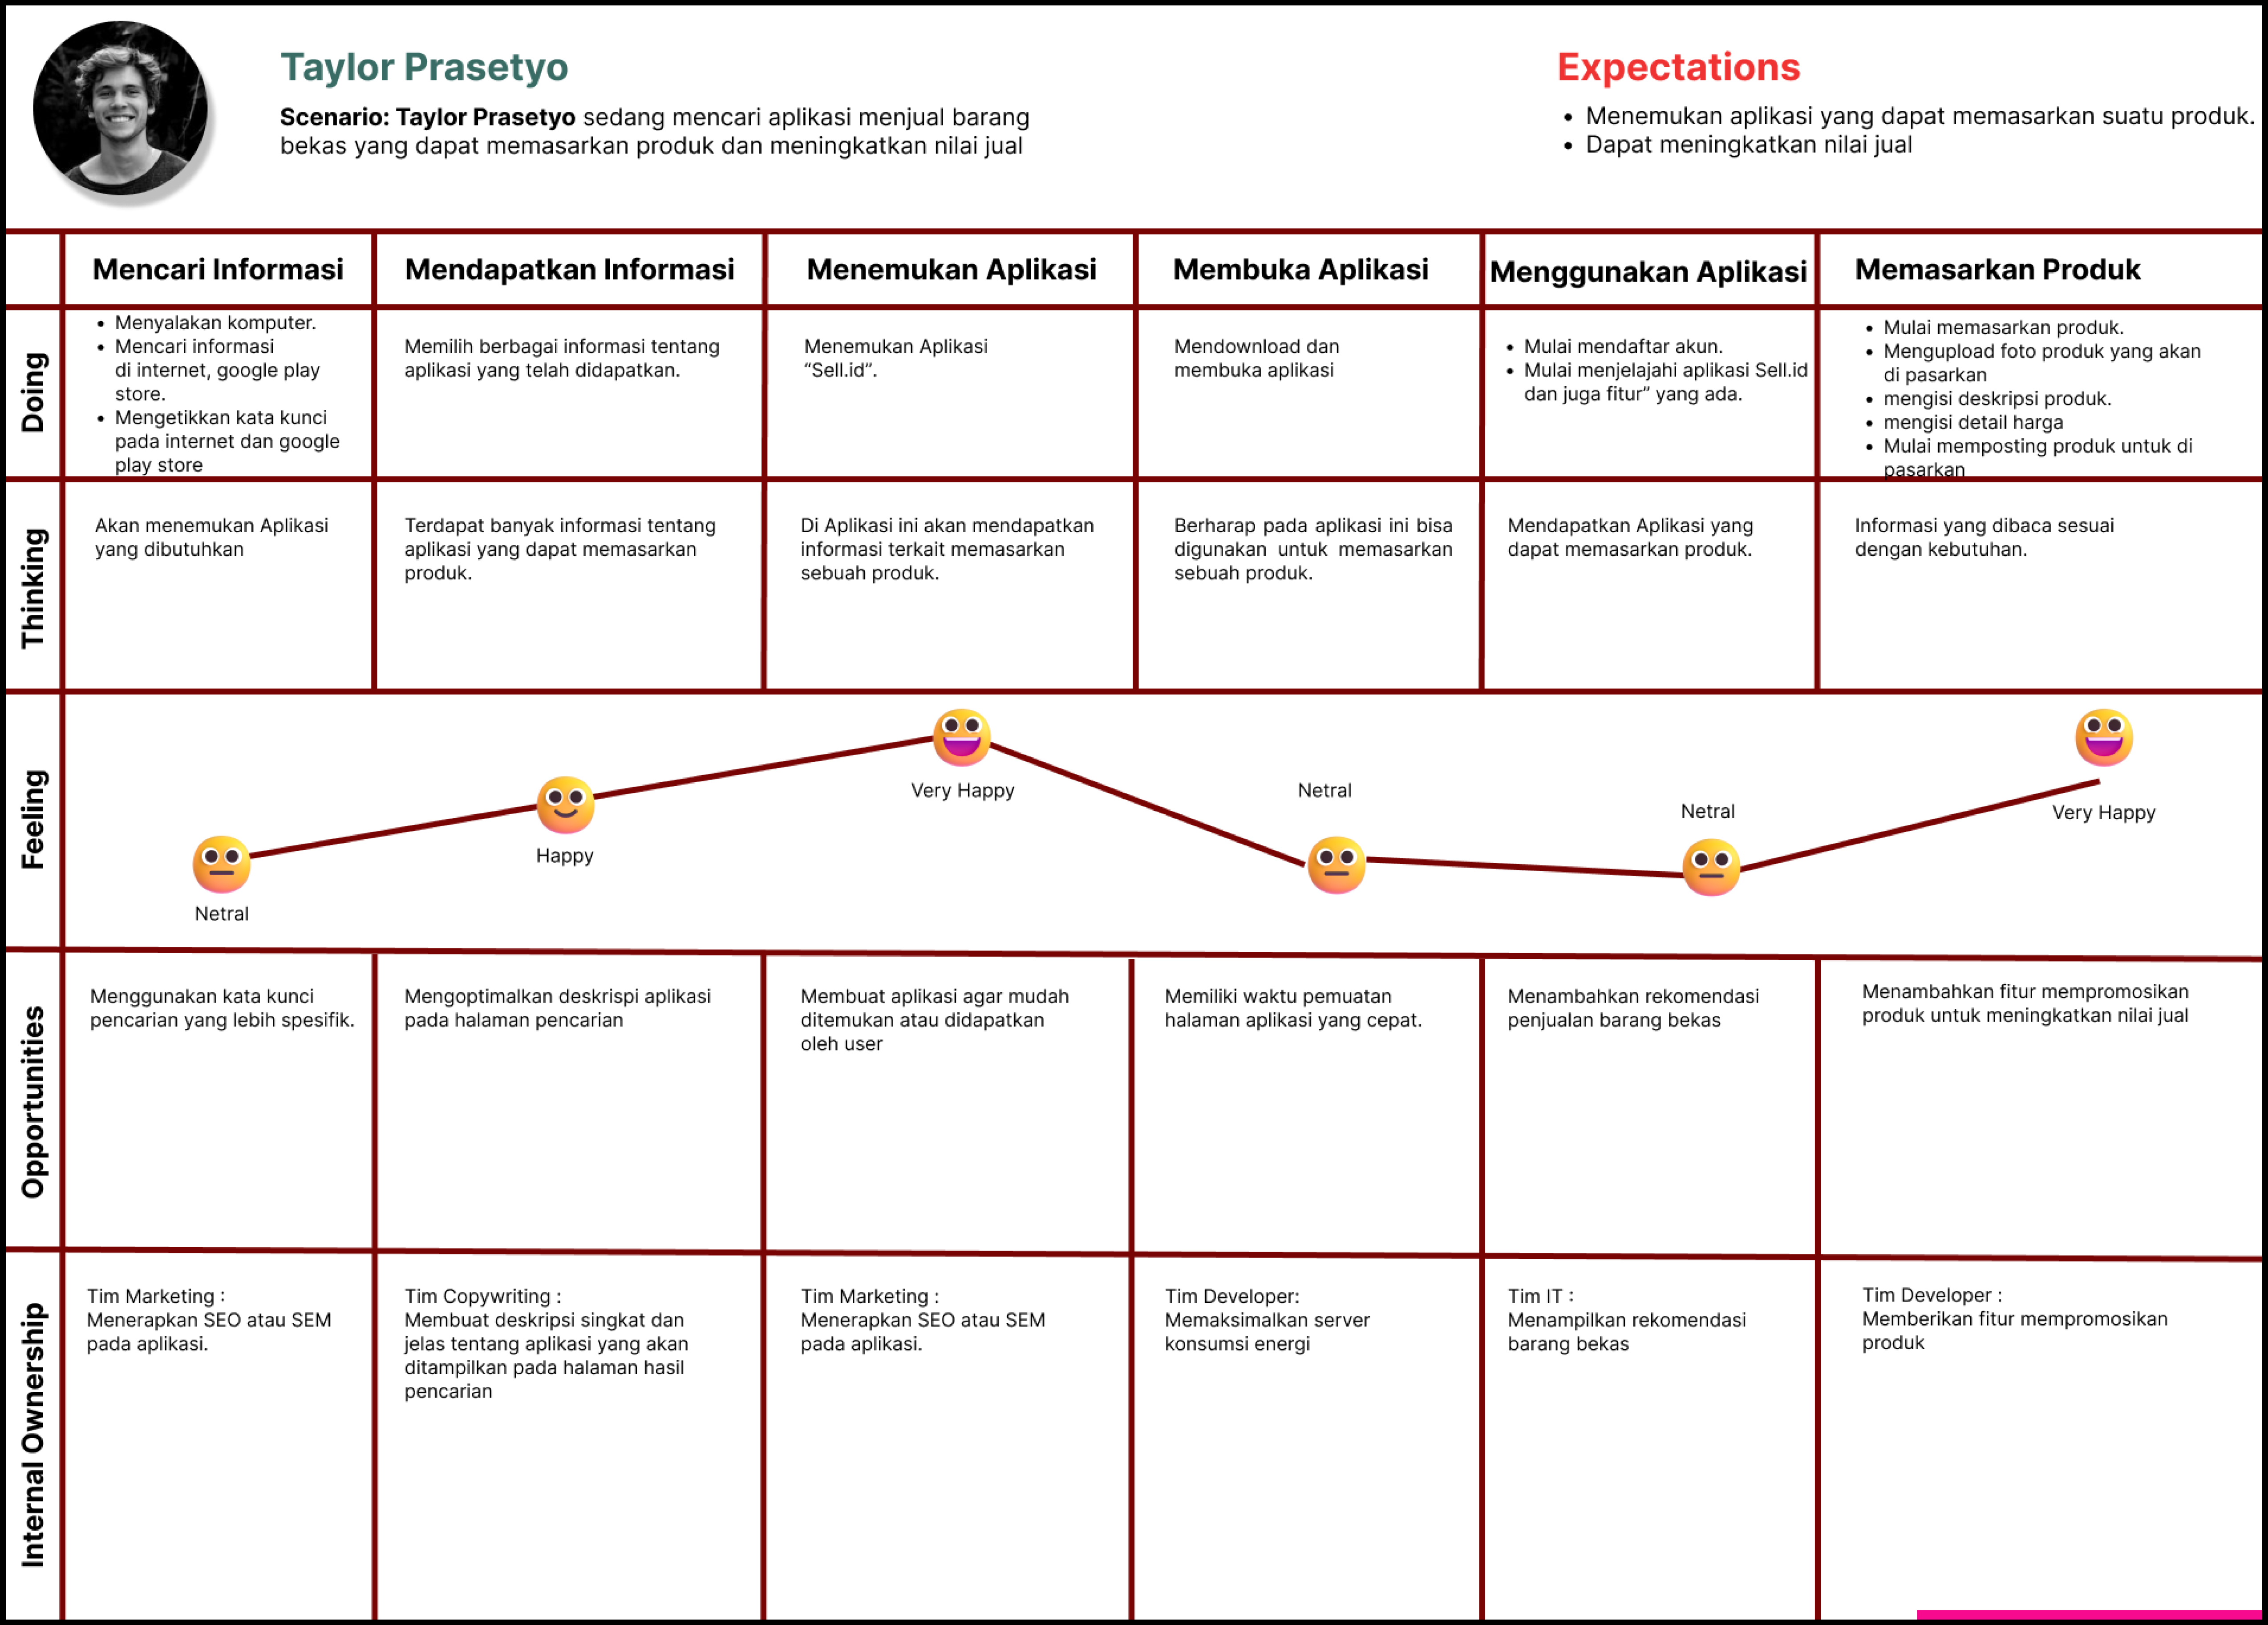 Taylor Prasetyo
Scenario: Taylor Prasetyo sedang mencari aplikasi menjual barang
bekas yang dapat memasarkan produk dan meningkatkan nilai jual
Expectations
• Menemukan aplikasi yang dapat memasarkan suatu produk.
• Dapat meningkatkan nilai jual
Mencari Informasi
Mendapatkan Informasi
Menemukan Aplikasi
Membuka Aplikasi
Menggunakan Aplikasi
Memasarkan Produk
Doing
• Menyalakan komputer.
• Mencari informasi
di internet, google play
store.
• Mengetikkan kata kunci
pada internet dan google
play store
Memilih berbagai informasi tentang
aplikasi yang telah didapatkan.
Menemukan Aplikasi
“Sell.id”.
Mendownload dan
membuka aplikasi
• Mulai mendaftar akun.
• Mulai menjelajahi aplikasi Sell.id
dan juga fitur” yang ada.
• Mulai memasarkan produk.
• Mengupload foto produk yang akan
di pasarkan
• mengisi deskripsi produk.
• mengisi detail harga
• Mulai memposting produk untuk di
pasarkan
Thinking
Akan menemukan Aplikasi
yang dibutuhkan
Terdapat banyak informasi tentang
aplikasi yang dapat memasarkan
produk.
Di Aplikasi ini akan mendapatkan
informasi terkait memasarkan
sebuah produk.
Berharap pada aplikasi ini bisa
digunakan untuk memasarkan
sebuah produk.
Mendapatkan Aplikasi yang
dapat memasarkan produk.
Informasi yang dibaca sesuai
dengan kebutuhan.
Feeling
Netral
Happy
Very Happy
Netral
Netral
Very Happy
Opportunities
Menggunakan kata kunci
pencarian yang lebih spesifik.
Mengoptimalkan deskrispi aplikasi
pada halaman pencarian
Membuat aplikasi agar mudah
ditemukan atau didapatkan
oleh user
Memiliki waktu pemuatan
halaman aplikasi yang cepat.
Menambahkan rekomendasi
penjualan barang bekas
Menambahkan fitur mempromosikan
produk untuk meningkatkan nilai jual
Internal Ownership
Tim Marketing :
Menerapkan SEO atau SEM
pada aplikasi.
Tim Copywriting :
Membuat deskripsi singkat dan
jelas tentang aplikasi yang akan
ditampilkan pada halaman hasil
pencarian
Tim Marketing :
Menerapkan SEO atau SEM
pada aplikasi.
Tim Developer:
Memaksimalkan server
konsumsi energi
Tim IT :
Menampilkan rekomendasi
barang bekas
Tim Developer :
Memberikan fitur mempromosikan
produk